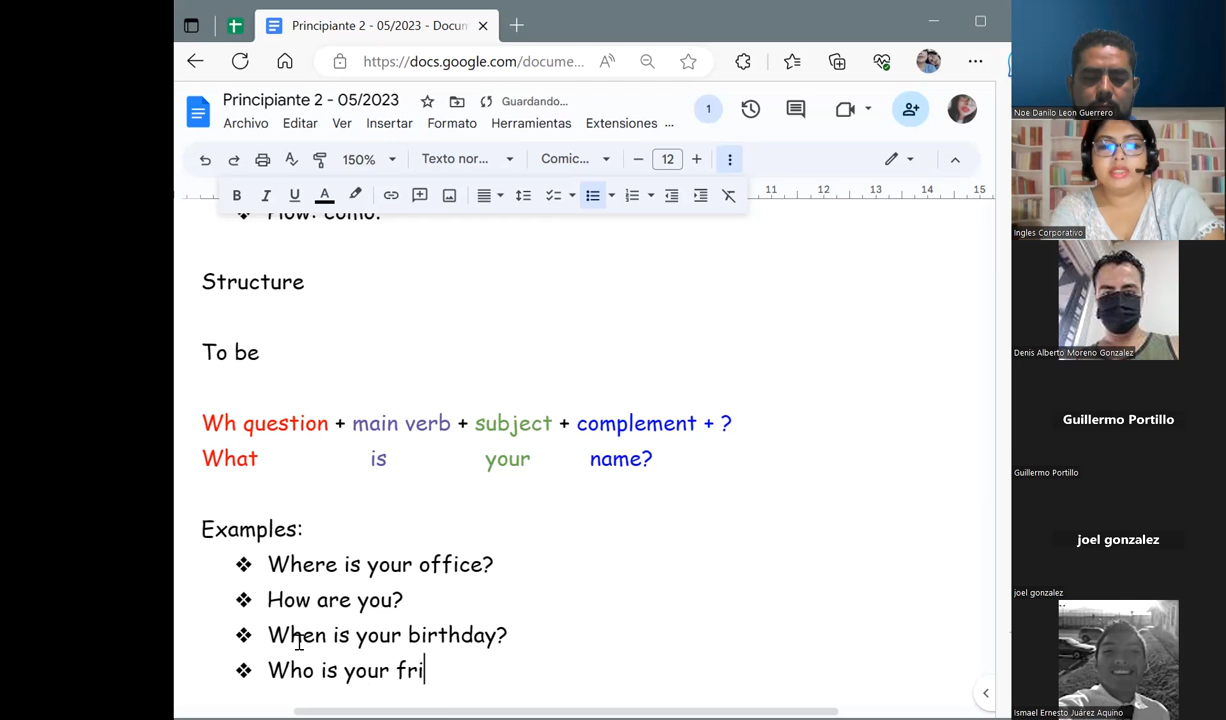 Principiante 2 - 05/2023 - Docum
https://docs.google.com/docume...
Principiante 2 - 05/2023
Guardando...
1
Archivo Editar Ver Insertar Formato Herramientas Extensiones ...
150% Texto nor... Comic... 12
11 12 13 14 15
How: como.
Structure
To be
Wh question + main verb + subject + complement + ?
What is your name?
Examples:
❖ Where is your office?
❖ How are you?
❖ When is your birthday?
❖ Who is your fri
Noe Danilo Leon Guerrero
Ingles Corporativo
Denis Alberto Moreno Gonzalez
Guillermo Portillo
Guillermo Portillo
joel gonzalez
joel gonzalez
Ismael Ernesto Juárez Aquino